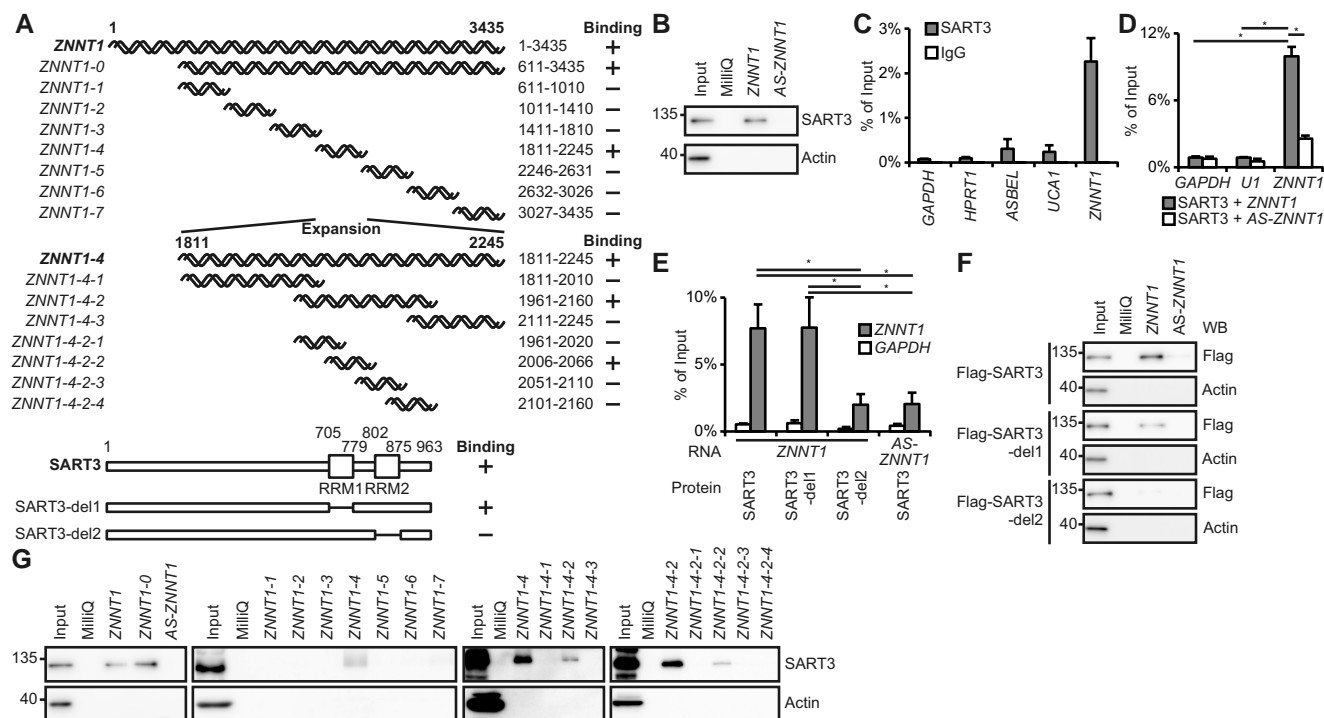 A
1 3435 Binding
ZNNT1 1-3435 +
ZNNT1-0 611-3435 +
ZNNT1-1 611-1010 −
ZNNT1-2 1011-1410 −
ZNNT1-3 1411-1810 −
ZNNT1-4 1811-2245 +
ZNNT1-5 2246-2631 −
ZNNT1-6 2632-3026 −
ZNNT1-7 3027-3435 −
Expansion
1811 2245 Binding
ZNNT1-4 1811-2245 +
ZNNT1-4-1 1811-2010 −
ZNNT1-4-2 1961-2160 +
ZNNT1-4-3 2111-2245 −
ZNNT1-4-2-1 1961-2020 −
ZNNT1-4-2-2 2006-2066 +
ZNNT1-4-2-3 2051-2110 −
ZNNT1-4-2-4 2101-2160 −
705 802
1 779 875 963 Binding
SART3 +
RRM1 RRM2
SART3-del1 +
SART3-del2 −
B
Input MilliQ ZNNT1 AS-ZNNT1
135 SART3
40 Actin
C
SART3
IgG
% of Input
3%
2%
1%
0%
GAPDH HPRT1 ASBEL UCA1 ZNNT1
D
* * *
% of Input
12%
6%
0%
GAPDH U1 ZNNT1
SART3 + ZNNT1
SART3 + AS-ZNNT1
E
* * * *
% of Input
10%
5%
0%
ZNNT1
GAPDH
RNA ZNNT1 AS-ZNNT1
Protein SART3 SART3-del1 SART3-del2 SART3
F
Input MilliQ ZNNT1 AS-ZNNT1 WB
Flag-SART3 135 Flag
40 Actin
Flag-SART3-del1 135 Flag
40 Actin
Flag-SART3-del2 135 Flag
40 Actin
G
Input MilliQ ZNNT1 ZNNT1-0 AS-ZNNT1
Input MilliQ ZNNT1-1 ZNNT1-2 ZNNT1-3 ZNNT1-4 ZNNT1-5 ZNNT1-6 ZNNT1-7
Input MilliQ ZNNT1-4 ZNNT1-4-1 ZNNT1-4-2 ZNNT1-4-3
Input MilliQ ZNNT1-4-2 ZNNT1-4-2-1 ZNNT1-4-2-2 ZNNT1-4-2-3 ZNNT1-4-2-4
135 SART3
40 Actin